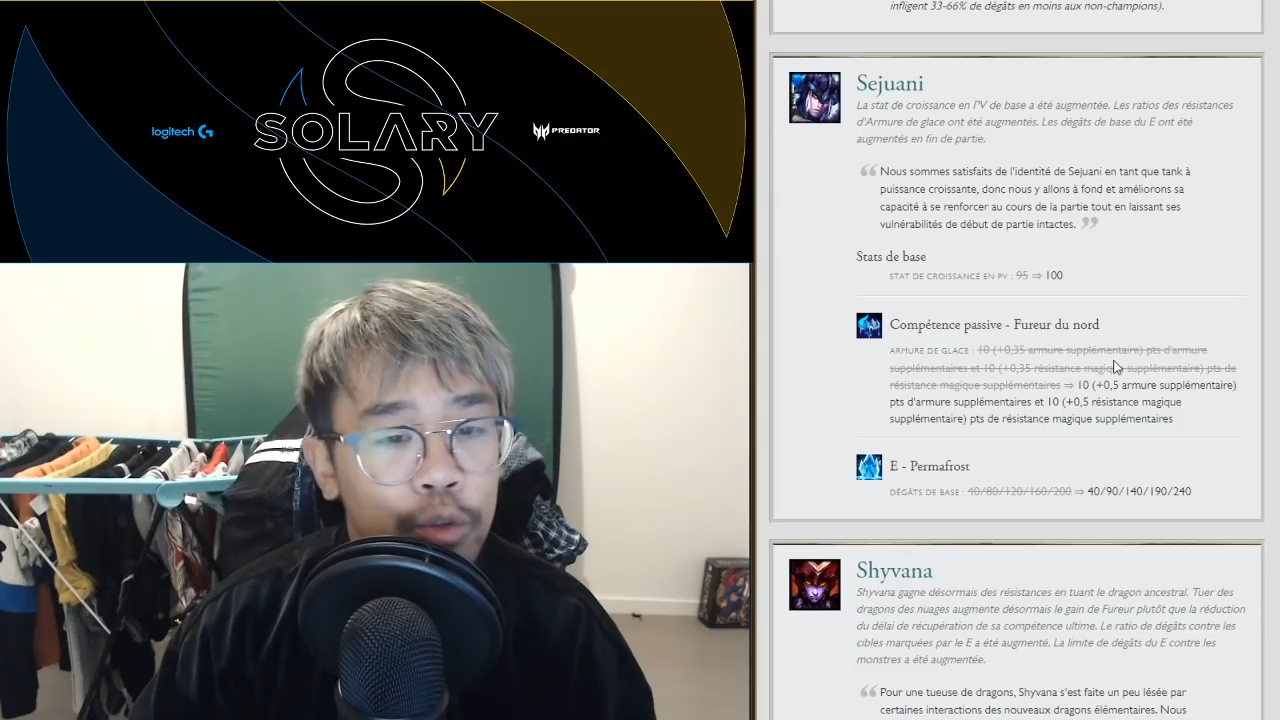 logitech G
SOLARY
PREDATOR
infligent 33-66% de dégâts en moins aux non-champions).
Sejuani
La stat de croissance en PV de base a été augmentée. Les ratios des résistances
d'Armure de glace ont été augmentés. Les dégâts de base du E ont été
augmentés en fin de partie.
Nous sommes satisfaits de l'identité de Sejuani en tant que tank à
puissance croissante, donc nous y allons à fond et améliorons sa
capacité à se renforcer au cours de la partie tout en laissant ses
vulnérabilités de début de partie intactes.
Stats de base
STAT DE CROISSANCE EN PV : 95 ⇒ 100
Compétence passive - Fureur du nord
ARMURE DE GLACE : 10 (+0,35 armure supplémentaire) pts d'armure
supplémentaires et 10 (+0,35 résistance magique supplémentaire) pts de
résistance magique supplémentaires ⇒ 10 (+0,5 armure supplémentaire)
pts d'armure supplémentaires et 10 (+0,5 résistance magique
supplémentaire) pts de résistance magique supplémentaires
E - Permafrost
DÉGÂTS DE BASE : 40/80/120/160/200 ⇒ 40/90/140/190/240
Shyvana
Shyvana gagne désormais des résistances en tuant le dragon ancestral. Tuer des
dragons des nuages augmente désormais le gain de Fureur plutôt que la réduction
du délai de récupération de sa compétence ultime. Le ratio de dégâts contre les
cibles marquées par le E a été augmenté. La limite de dégâts du E contre les
monstres a été augmentée.
Pour une tueuse de dragons, Shyvana s'est faite un peu lésée par
certaines interactions des nouveaux dragons élémentaires. Nous